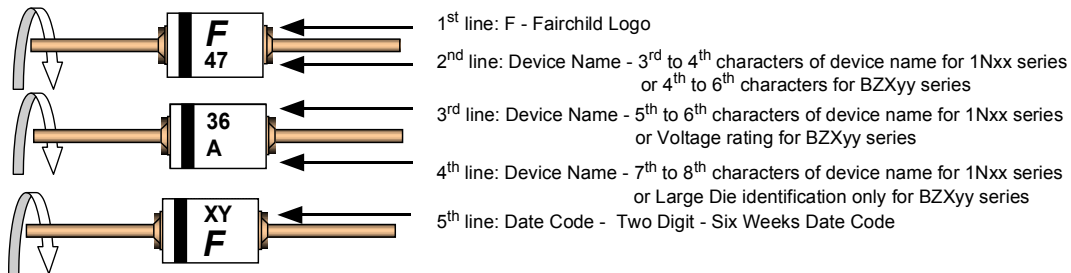 F
47
36
A
XY
F
1st line: F - Fairchild Logo
2nd line: Device Name - 3rd to 4th characters of device name for 1Nxx series
or 4th to 6th characters for BZXyy series
3rd line: Device Name - 5th to 6th characters of device name for 1Nxx series
or Voltage rating for BZXyy series
4th line: Device Name - 7th to 8th characters of device name for 1Nxx series
or Large Die identification only for BZXyy series
5th line: Date Code - Two Digit - Six Weeks Date Code